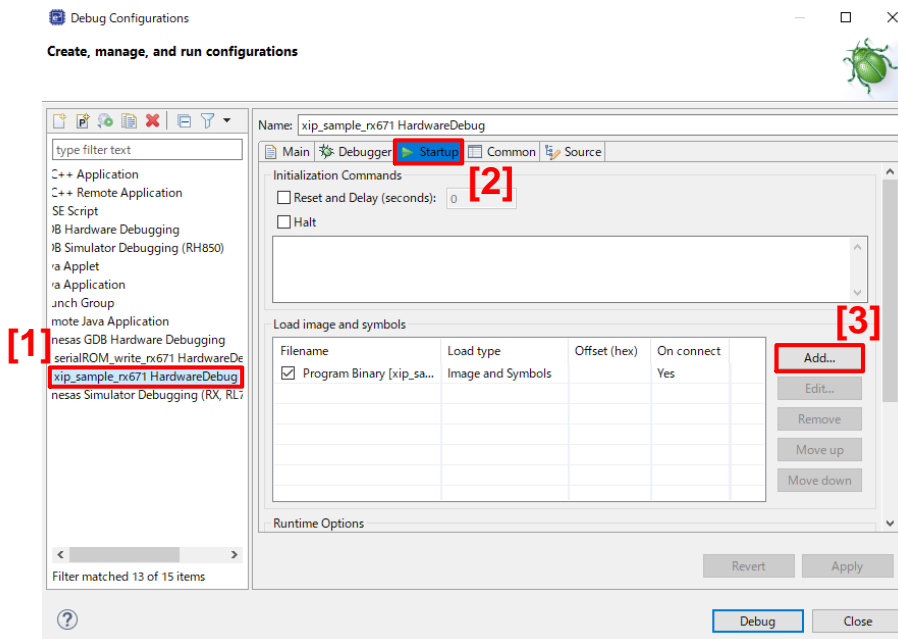 Debug Configurations
Create, manage, and run configurations
Name: xip_sample_rx671 HardwareDebug
type filter text
Main Debugger Startup Common Source
[2]
C++ Application
C++ Remote Application
SE Script
B Hardware Debugging
B Simulator Debugging (RH850)
a Applet
a Application
unch Group
mote Java Application
nesas GDB Hardware Debugging
[1]
serialROM_write_rx671 HardwareDe
xip_sample_rx671 HardwareDebug
nesas Simulator Debugging (RX, RL7
Filter matched 13 of 15 items
Initialization Commands
Reset and Delay (seconds): 0
Halt
Load image and symbols
[3]
Filename Load type Offset (hex) On connect
Program Binary [xip_sa... Image and Symbols Yes
Add...
Edit...
Remove
Move up
Move down
Runtime Options
Revert Apply
Debug Close